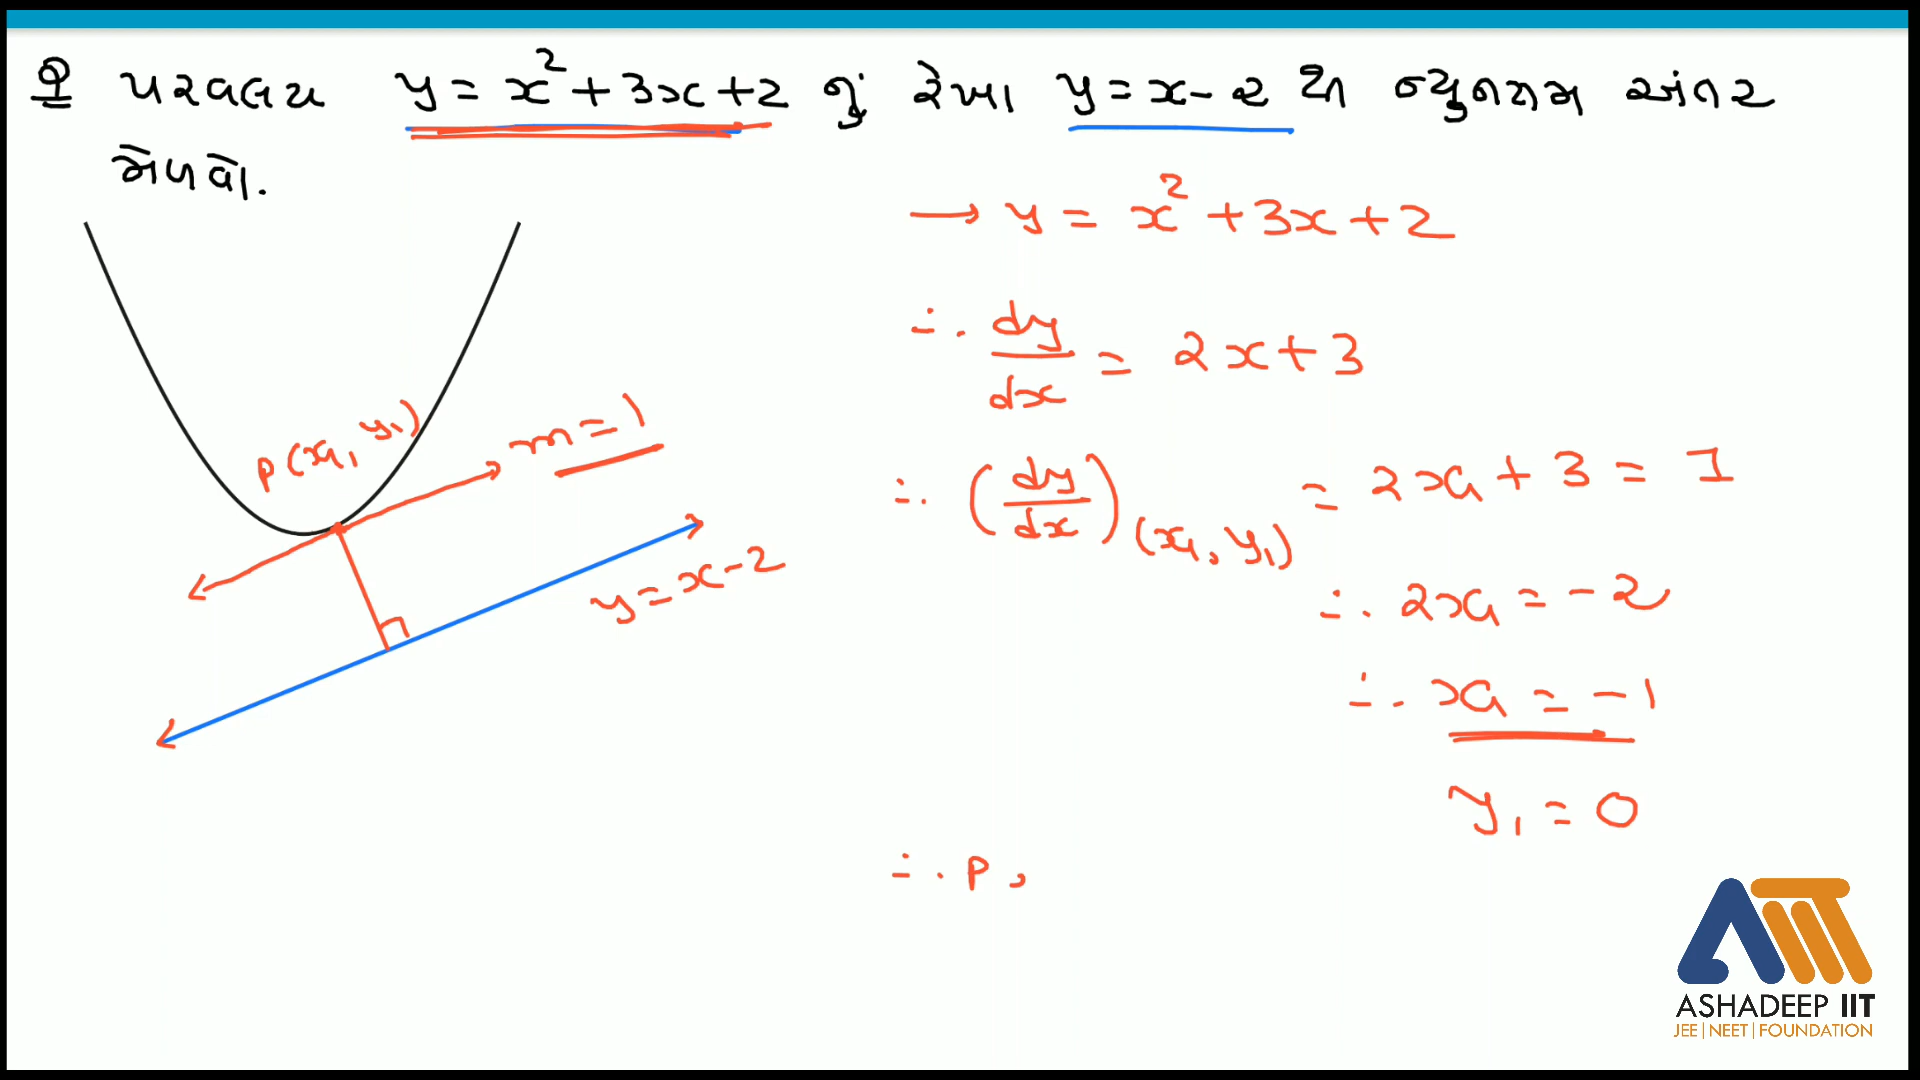 Q પરવલય y = x² + 3x + 2 નું રેખા y = x - 2 થી ન્યુનતમ અંતર
મેળવો.
→ y = x² + 3x + 2
∴ dy/dx = 2x + 3
P(x₁, y₁)
m = 1
∴ (dy/dx)(x₁, y₁) = 2x₁ + 3 = 1
y = x - 2
∴ 2x₁ = -2
∴ x₁ = -1
y₁ = 0
∴ P,
ASHADEEP IIT
JEE | NEET | FOUNDATION